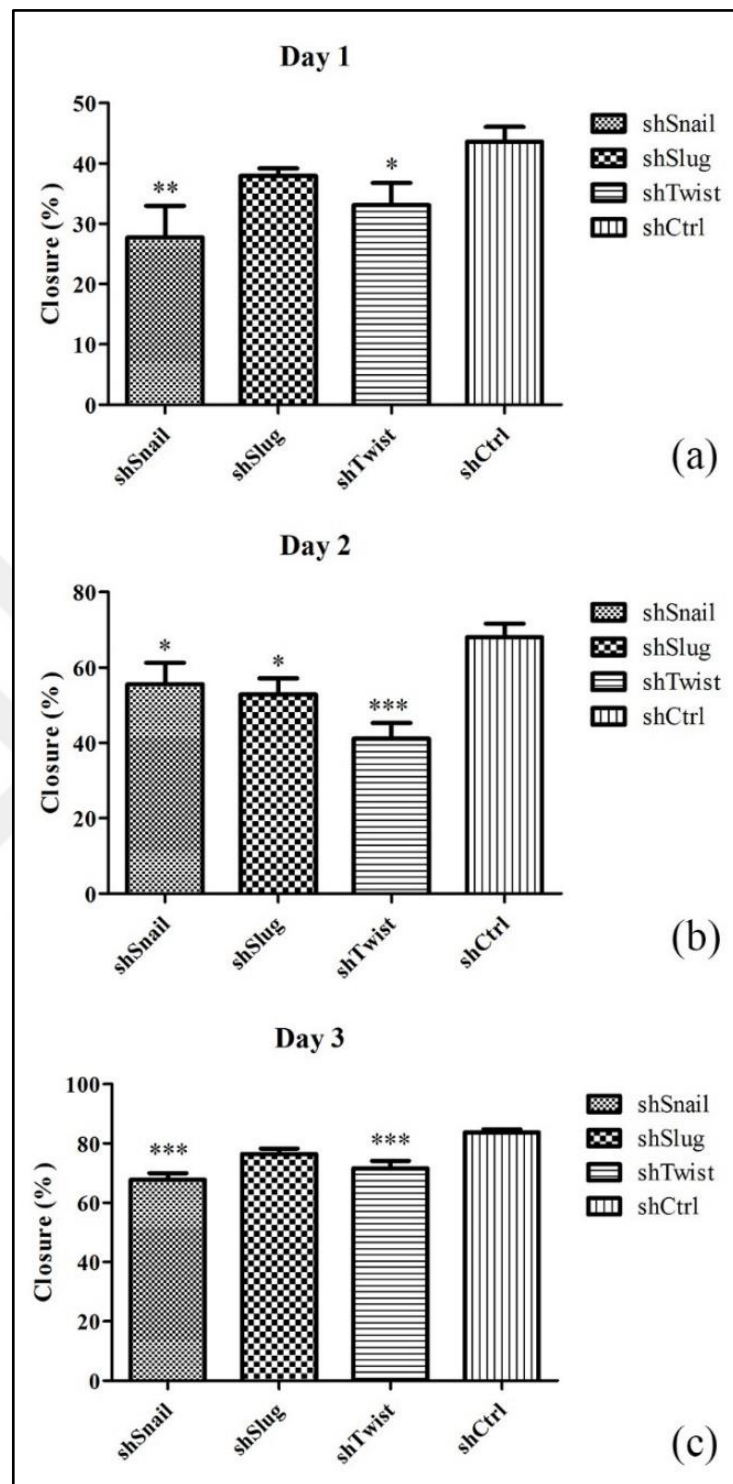 Day 1
Closure (%)
50
40
30
20
10
0
**
*
shSnail
shSlug
shTwist
shCtrl
shSnail
shSlug
shTwist
shCtrl
(a)
Day 2
Closure (%)
80
60
40
20
0
*
*
***
shSnail
shSlug
shTwist
shCtrl
shSnail
shSlug
shTwist
shCtrl
(b)
Day 3
Closure (%)
100
80
60
40
20
0
***
***
shSnail
shSlug
shTwist
shCtrl
shSnail
shSlug
shTwist
shCtrl
(c)